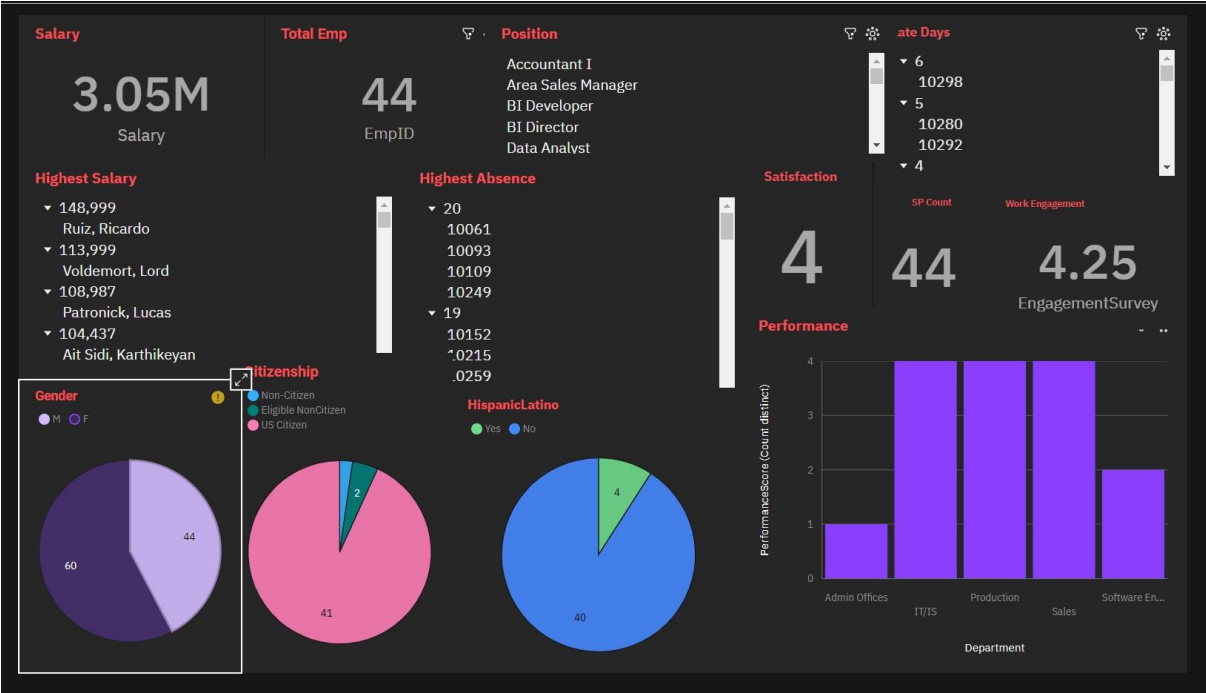 Salary
3.05M
Salary
Total Emp
44
EmpID
Position
Accountant I
Area Sales Manager
BI Developer
BI Director
Data Analyst
ate Days
6
10298
5
10280
10292
4
Highest Salary
148,999
Ruiz, Ricardo
113,999
Voldemort, Lord
108,987
Patronick, Lucas
104,437
Ait Sidi, Karthikeyan
Highest Absence
20
10061
10093
10109
10249
19
10152
0215
0259
Satisfaction
4
SP Count
44
Work Engagement
4.25
EngagementSurvey
Gender
M F
44
60
itizenship
Non-Citizen
Eligible NonCitizen
US Citizen
2
41
HispanicLatino
Yes No
4
40
Performance
PerformanceScore (Count distinct)
4
3
2
1
0
Admin Offices
IT/IS
Production
Sales
Software En...
Department